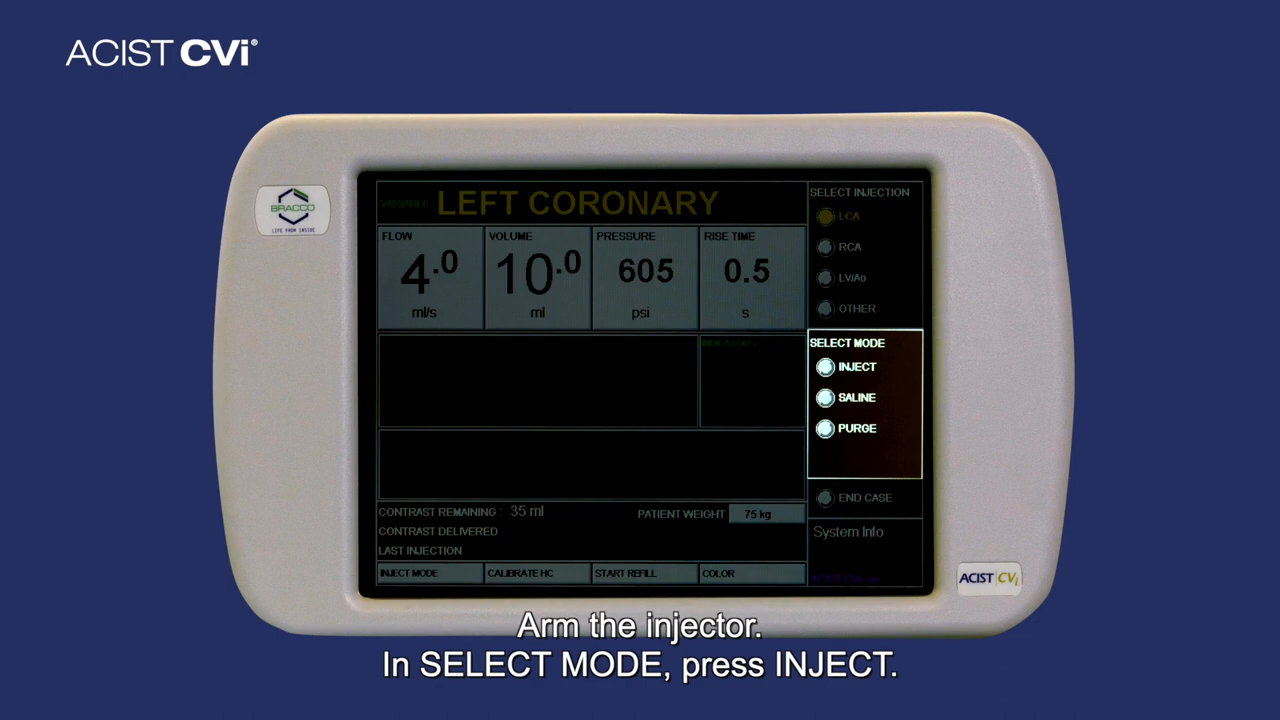 ACIST CVi®
BRACCO
LIFE FROM INSIDE
VARIABLE LEFT CORONARY
FLOW
4.0
ml/s
VOLUME
10.0
ml
PRESSURE
605
psi
RISE TIME
0.5
s
SELECT INJECTION
LCA
RCA
LV/Ao
OTHER
SELECT MODE
INJECT
SALINE
PURGE
END CASE
System Info
CONTRAST REMAINING : 35 ml
PATIENT WEIGHT 75 kg
CONTRAST DELIVERED
LAST INJECTION
INJECT MODE
CALIBRATE HC
START REFILL
COLOR
ACIST CVi
Arm the injector.
In SELECT MODE, press INJECT.